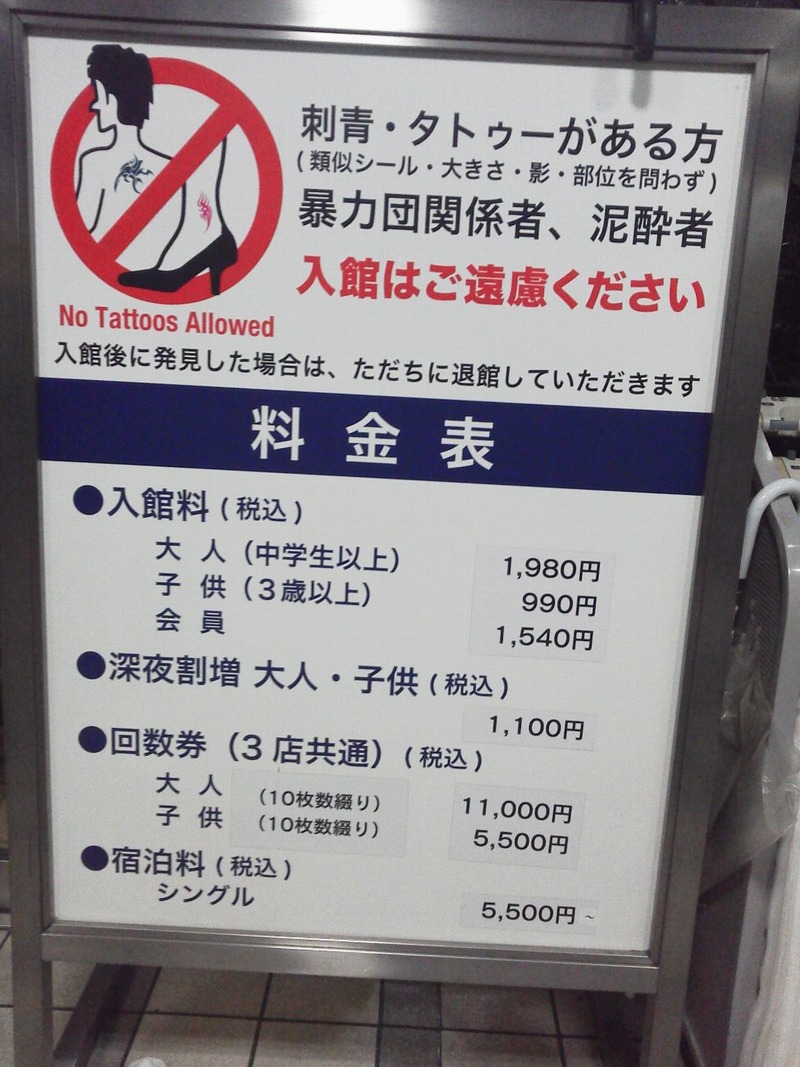 刺青・タトゥーがある方
(類似シール・大きさ・影・部位を問わず)
暴力団関係者、泥酔者
入館はご遠慮ください
No Tattoos Allowed
入館後に発見した場合は、ただちに退館していただきます
料金表
●入館料(税込)
大人(中学生以上) 1,980円
子供(3歳以上) 990円
会員 1,540円
●深夜割増 大人・子供(税込)
1,100円
●回数券(3店共通)(税込)
大人 (10枚数綴り) 11,000円
子供 (10枚数綴り) 5,500円
●宿泊料(税込)
シングル 5,500円~